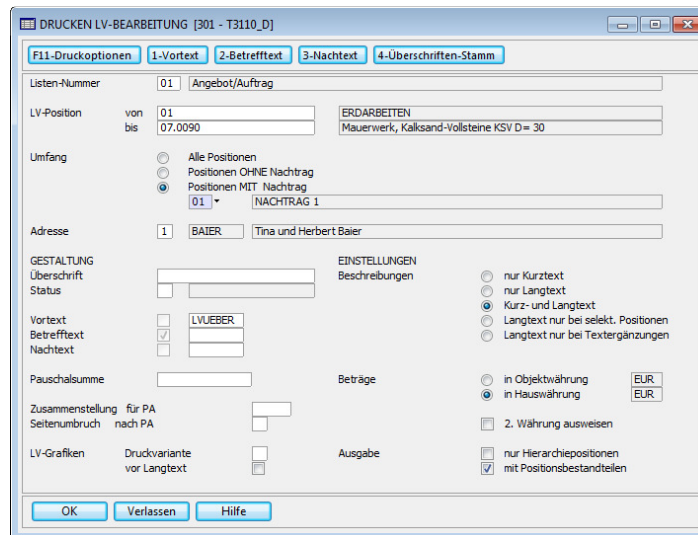 DRUCKEN LV-BEARBEITUNG [301 - T3110_D]
F11-Druckoptionen 1-Vortext 2-Betrefftext 3-Nachtext 4-Überschriften-Stamm
Listen-Nummer 01 Angebot/Auftrag
LV-Position von 01 ERDARBEITEN
bis 07.0090 Mauerwerk, Kalksand-Vollsteine KSV D= 30
Umfang Alle Positionen
Positionen OHNE Nachtrag
Positionen MIT Nachtrag
01 NACHTRAG 1
Adresse 1 BAIER Tina und Herbert Baier
GESTALTUNG EINSTELLUNGEN
Überschrift Beschreibungen nur Kurztext
Status nur Langtext
Kurz- und Langtext
Vortext LVUEBER Langtext nur bei selekt. Positionen
Betrefftext Langtext nur bei Textergänzungen
Nachtext
Pauschalsumme Beträge in Objektwährung EUR
in Hauswährung EUR
Zusammenstellung für PA
Seitenumbruch nach PA 2. Währung ausweisen
LV-Grafiken Druckvariante Ausgabe nur Hierarchiepositionen
vor Langtext mit Positionsbestandteilen
OK Verlassen Hilfe